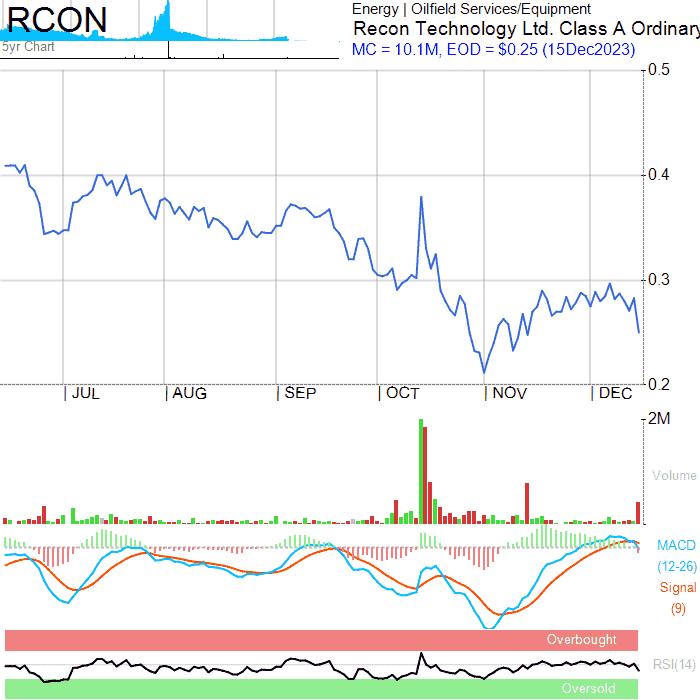 RCON
5yr Chart
Energy | Oilfield Services/Equipment
Recon Technology Ltd. Class A Ordinary
MC = 10.1M, EOD = $0.25 (15Dec2023)
0.5
0.4
0.3
0.2
JUL AUG SEP OCT NOV DEC
2M
Volume
MACD
(12-26)
Signal
(9)
Overbought
RSI(14)
Oversold